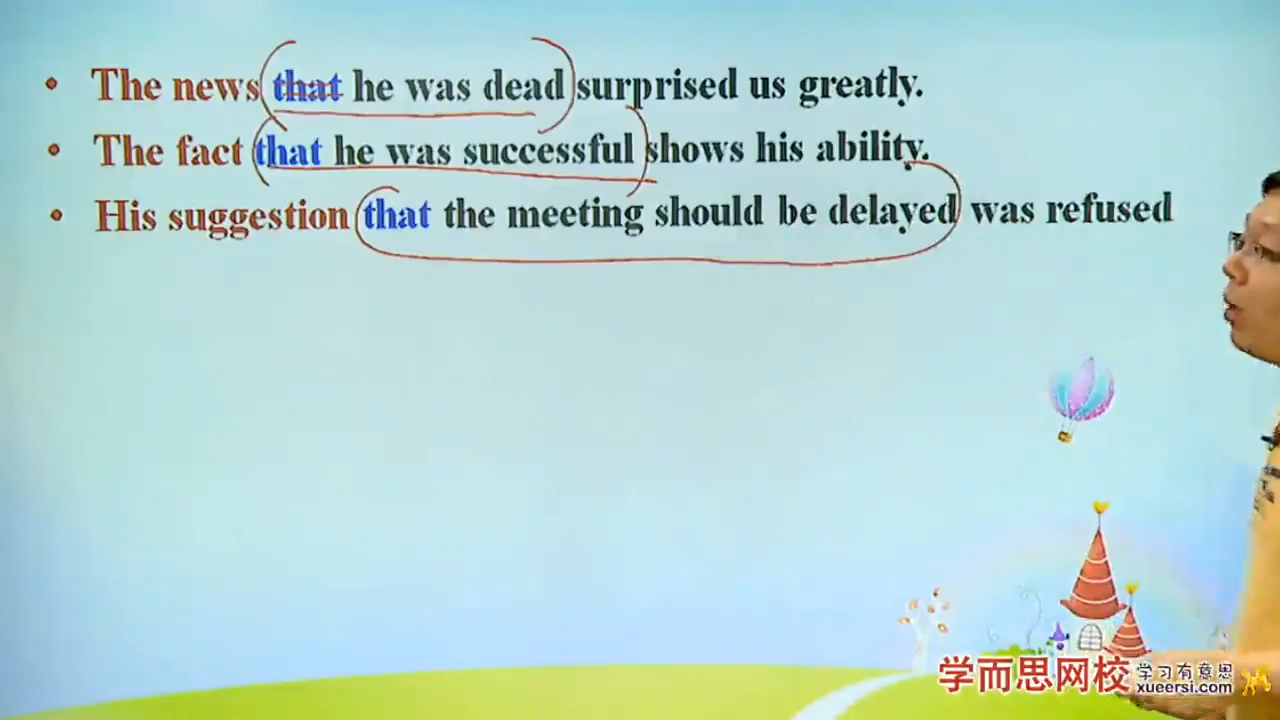 • The news that he was dead surprised us greatly.
• The fact that he was successful shows his ability.
• His suggestion that the meeting should be delayed was refused
学而思网校 学习有意思
xueersi.com